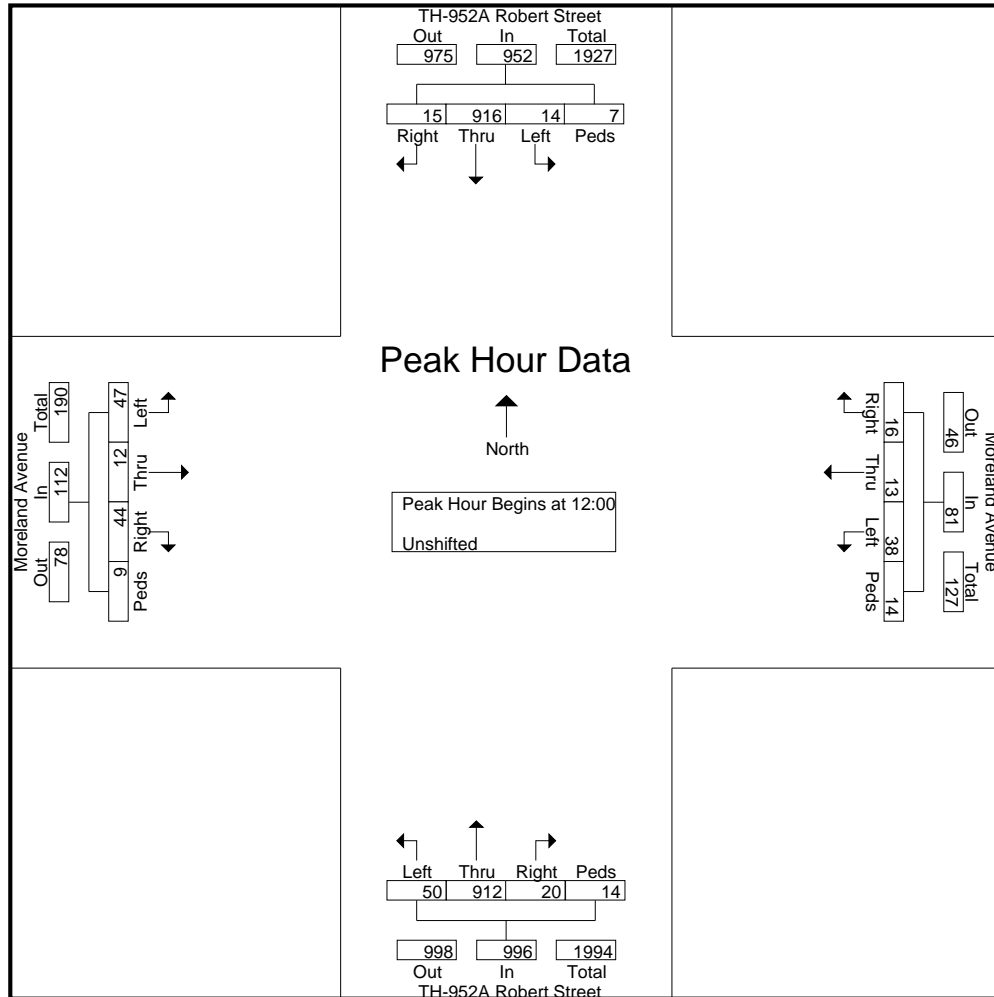 TH-952A Robert Street
Out In Total
975 952 1927
15 916 14 7
Right Thru Left Peds
Peak Hour Data
North
Peak Hour Begins at 12:00
Unshifted
Moreland Avenue
Total In Out
190 112 78
47 12 44 9
Left Thru Right Peds
Moreland Avenue
Out In Total
46 81 127
16 13 38 14
Right Thru Left Peds
Left Thru Right Peds
50 912 20 14
998 996 1994
Out In Total
TH-952A Robert Street